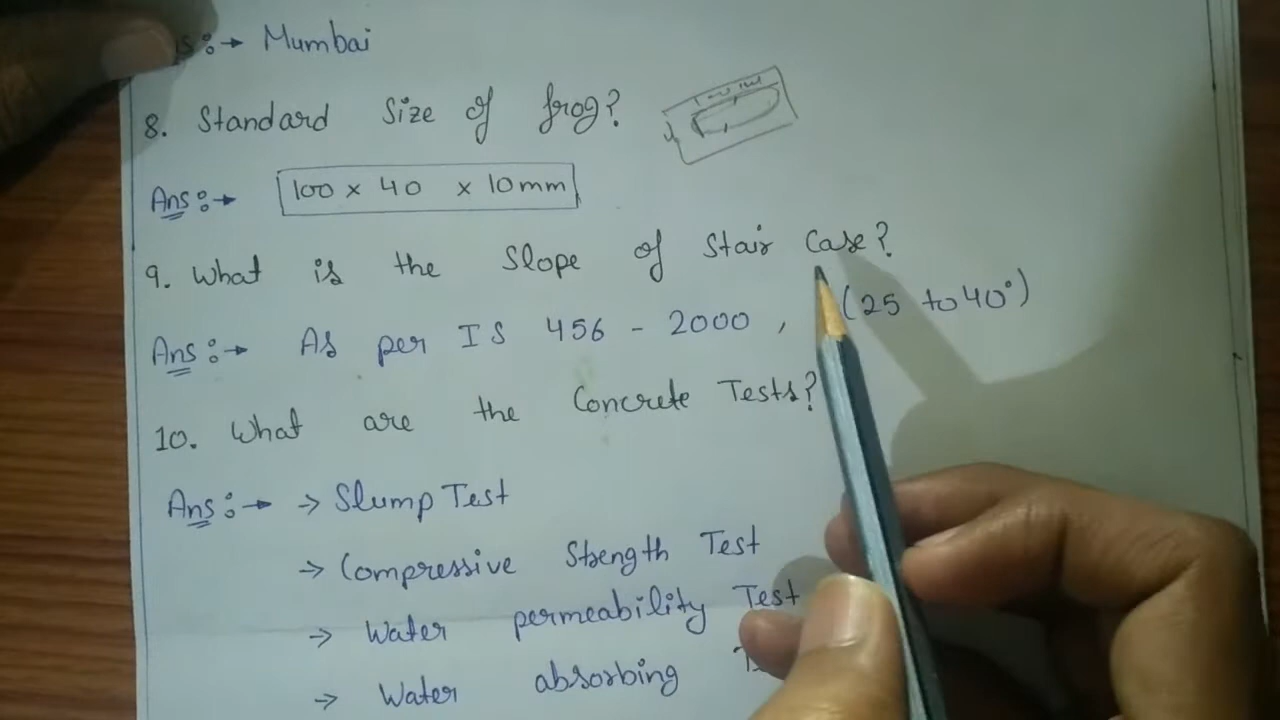 :→ Mumbai
8. Standard Size of frog?
Ans:→ 100 x 40 x 10mm
9. What is the Slope of Stair Case?
Ans:→ As per IS 456 - 2000, (25 to 40°)
10. What are the Concrete Tests?
Ans:→ → Slump Test
→ Compressive Strength Test
→ Water permeability Test
→ Water absorbing